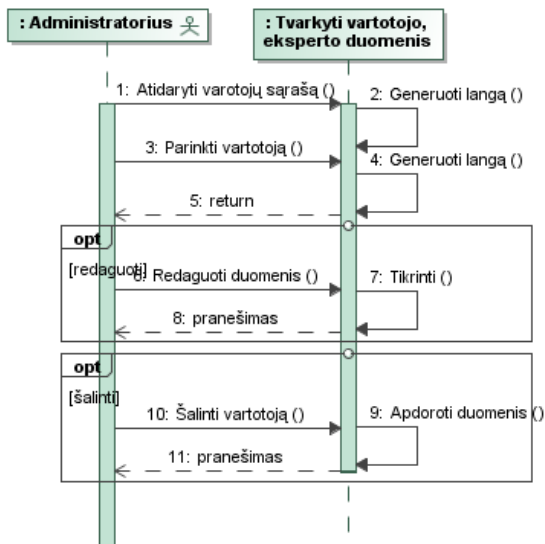 : Administratorius
: Tvarkyti vartotojo,
eksperto duomenis
1: Atidaryti varotojų sąrašą ()
2: Generuoti langą ()
3: Parinkti vartotoją ()
4: Generuoti langą ()
5: return
opt
[redaguoti]
6: Redaguoti duomenis ()
7: Tikrinti ()
8: pranešimas
opt
[šalinti]
10: Šalinti vartotoją ()
9: Apdoroti duomenis ()
11: pranešimas